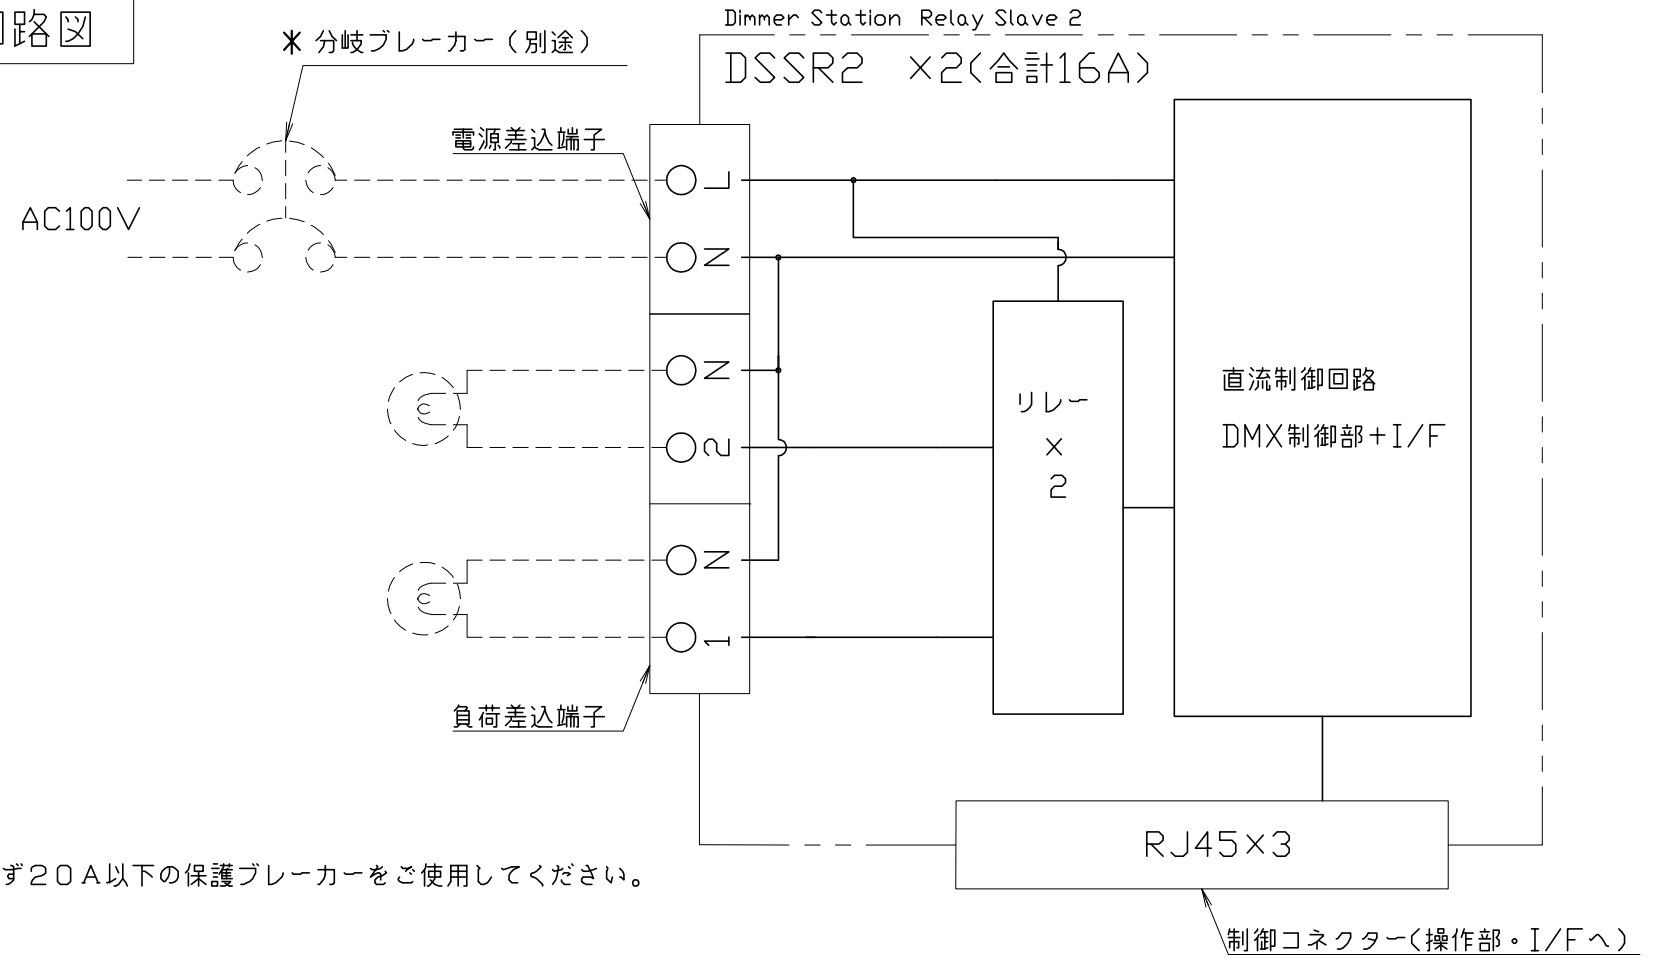 路図
Dimmer Station Relay Slave 2
* 分岐ブレーカー(別途)
DSSR2 ×2(合計16A)
電源差込端子
L
AC100V
N
N
直流制御回路
リレー
×
2
DMX制御部+I/F
2
N
1
負荷差込端子
RJ45×3
ず20A以下の保護ブレーカーをご使用してください。
制御コネクター(操作部・I/Fへ)